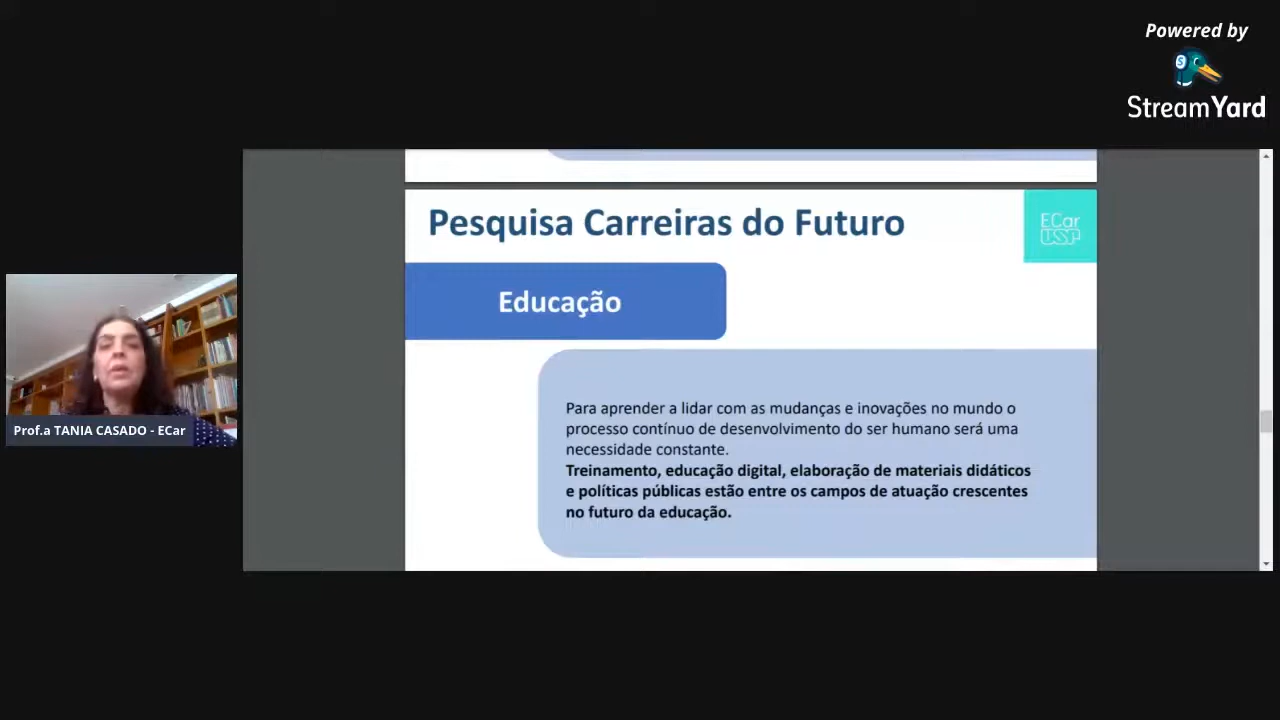 Powered by
StreamYard
Pesquisa Carreiras do Futuro
ECar
USP
Educação
Para aprender a lidar com as mudanças e inovações no mundo o
processo contínuo de desenvolvimento do ser humano será uma
necessidade constante.
Treinamento, educação digital, elaboração de materiais didáticos
e políticas públicas estão entre os campos de atuação crescentes
no futuro da educação.
Prof.a TANIA CASADO - ECar